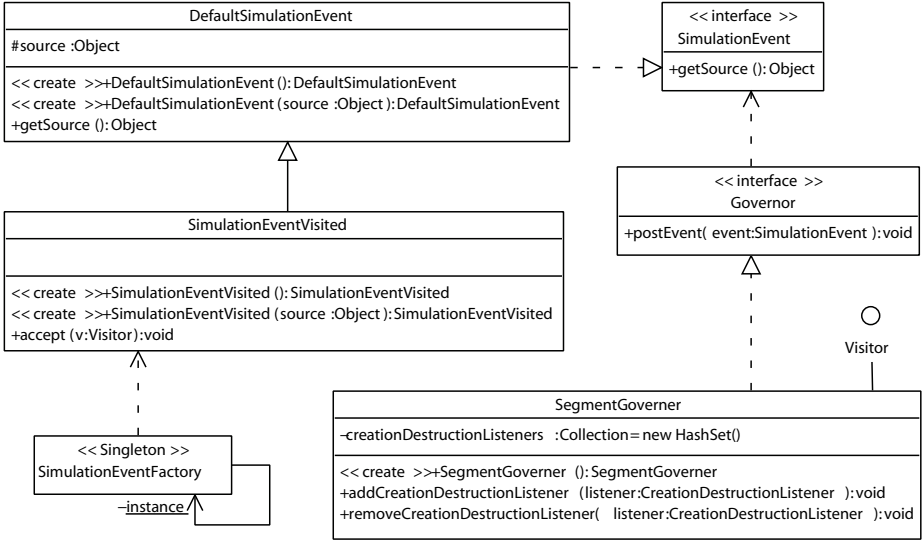 DefaultSimulationEvent
#source :Object
<< create >>+DefaultSimulationEvent (): DefaultSimulationEvent
<< create >>+DefaultSimulationEvent (source :Object ): DefaultSimulationEvent
+getSource (): Object
<< interface >>
SimulationEvent
+getSource (): Object
<< interface >>
Governor
+postEvent( event:SimulationEvent ): void
SimulationEventVisited
<< create >>+SimulationEventVisited (): SimulationEventVisited
<< create >>+SimulationEventVisited (source :Object ): SimulationEventVisited
+accept (v:Visitor ): void
Visitor
<< Singleton >>
SimulationEventFactory
–instance
SegmentGoverner
–creationDestructionListeners :Collection = new HashSet()
<< create >>+SegmentGoverner (): SegmentGoverner
+addCreationDestructionListener (listener:CreationDestructionListener ): void
+removeCreationDestructionListener( listener:CreationDestructionListener ): void